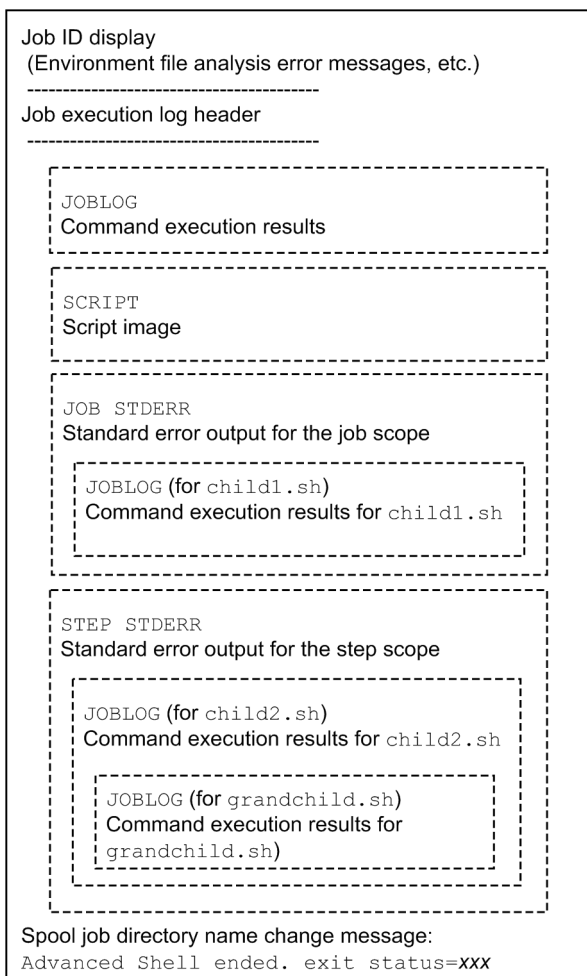 Job ID display
(Environment file analysis error messages, etc.)
-----------------------------------------
Job execution log header
-----------------------------------------
JOBLOG
Command execution results
SCRIPT
Script image
JOB STDERR
Standard error output for the job scope
JOBLOG (for child1.sh)
Command execution results for child1.sh
STEP STDERR
Standard error output for the step scope
JOBLOG (for child2.sh)
Command execution results for child2.sh
JOBLOG (for grandchild.sh)
Command execution results for
grandchild.sh)
Spool job directory name change message:
Advanced Shell ended. exit status=xxx